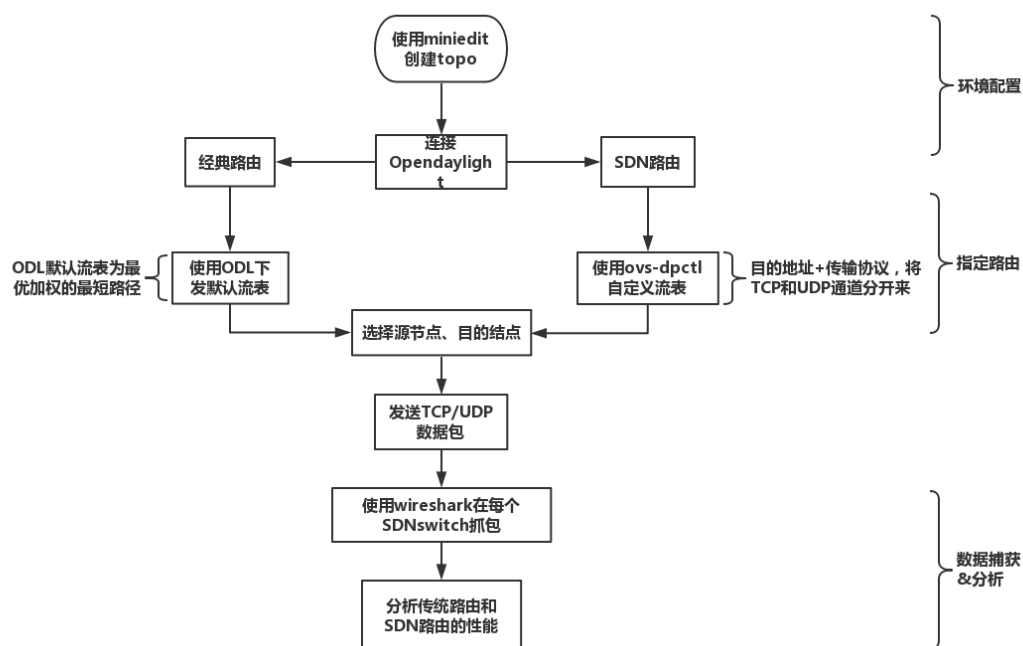 使用miniedit
创建topo
环境配置
连接
Opendayligh
t
经典路由
SDN路由
ODL默认流表为最
优加权的最短路径
使用ODL下
发默认流表
使用ovs-dpctl
自定义流表
目的地址+传输协议，将
TCP和UDP通道分开来
指定路由
选择源节点、目的结点
发送TCP/UDP
数据包
使用wireshark在每个
SDNswitch抓包
数据捕获
&分析
分析传统路由和
SDN路由的性能